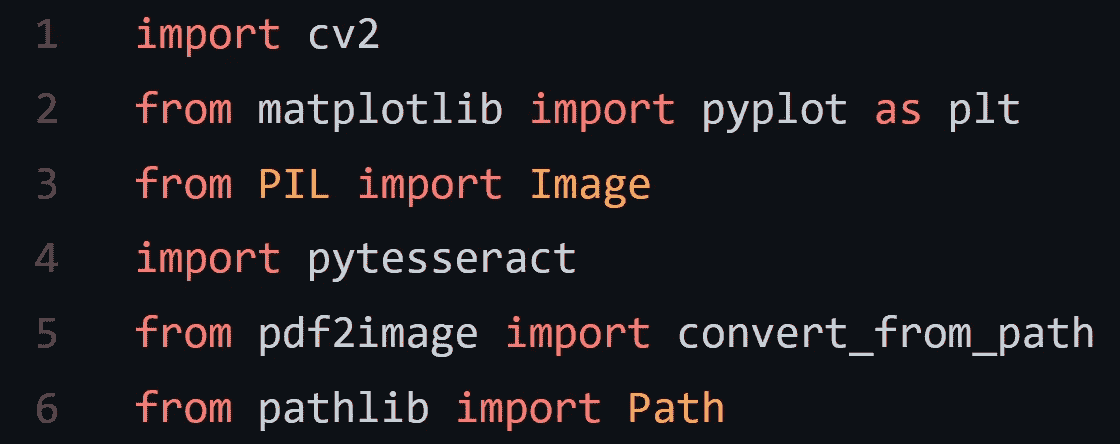 1 import cv2
2 from matplotlib import pyplot as plt
3 from PIL import Image
4 import pytesseract
5 from pdf2image import convert_from_path
6 from pathlib import Path